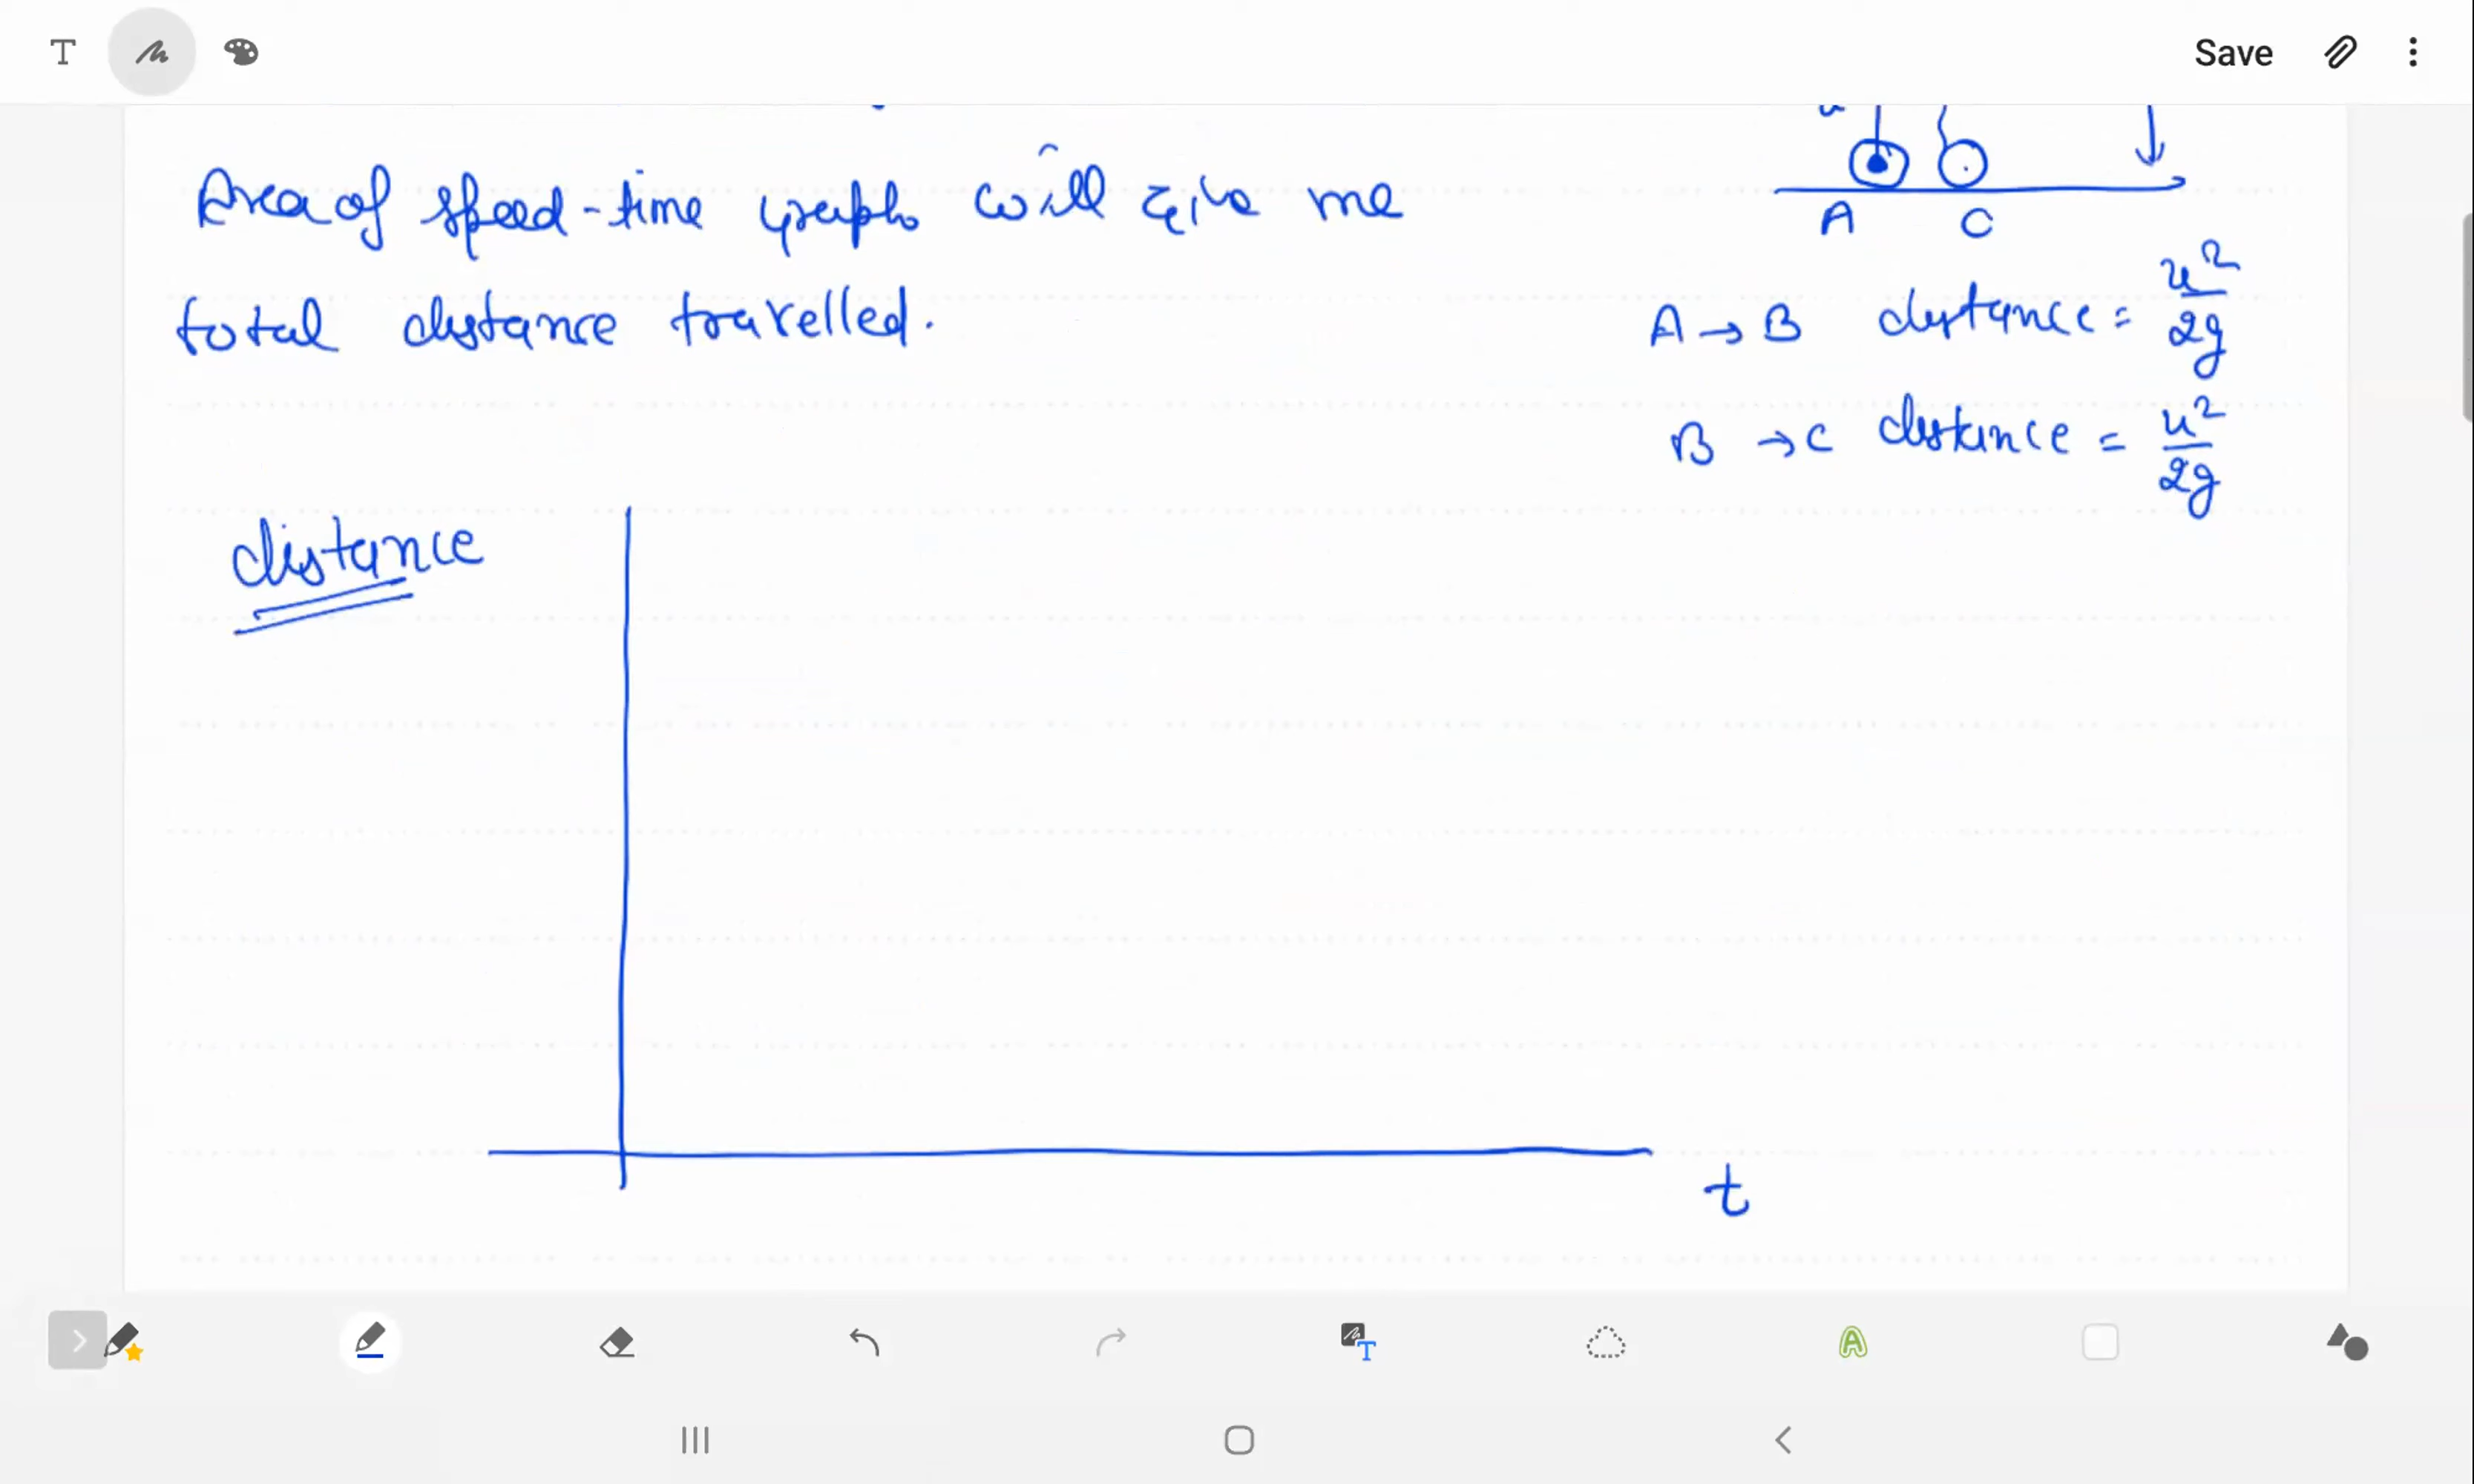 Save
Area of speed-time graph will give me
total distance travelled.
A C
A → B distance = u²/2g
B → C distance = u²/2g
distance
t